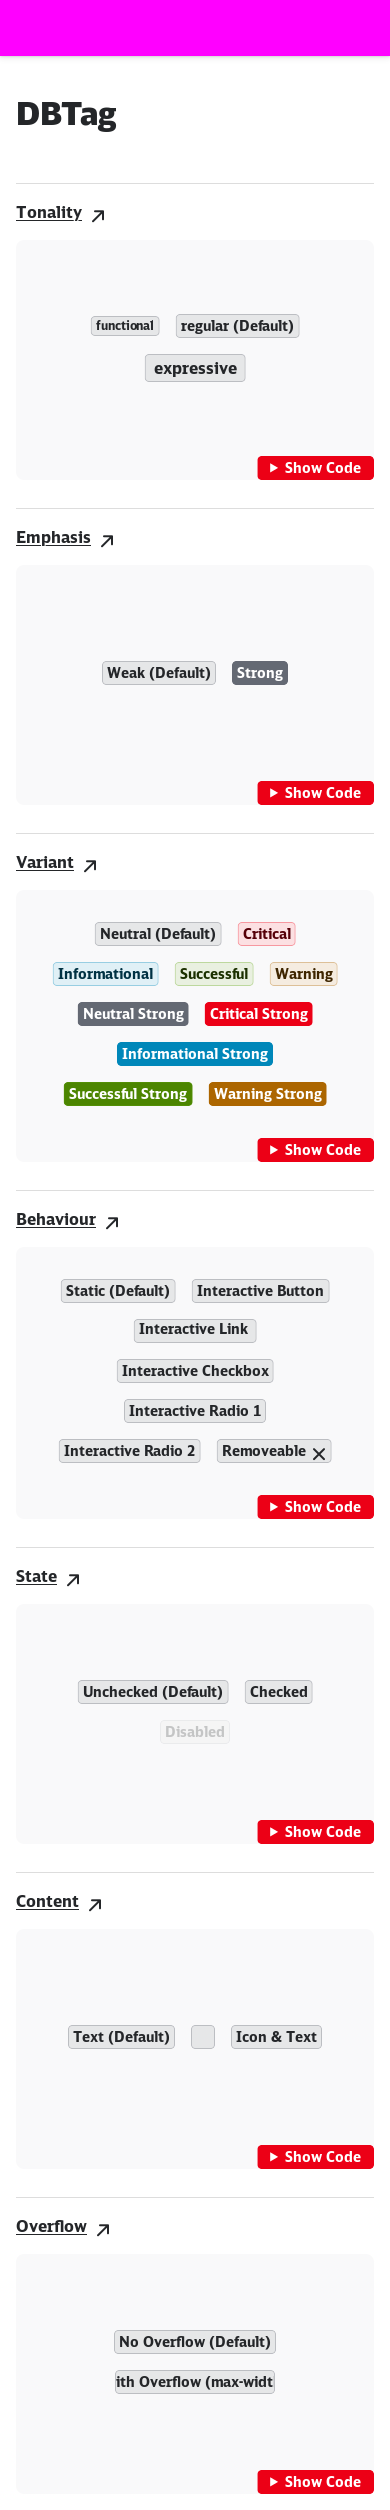 DBTag
Tonality
functional regular (Default)
expressive
Show Code
Emphasis
Weak (Default) Strong
Show Code
Variant
Neutral (Default) Critical
Informational Successful Warning
Neutral Strong Critical Strong
Informational Strong
Successful Strong Warning Strong
Show Code
Behaviour
Static (Default) Interactive Button
Interactive Link
Interactive Checkbox
Interactive Radio 1
Interactive Radio 2 Removeable
Show Code
State
Unchecked (Default) Checked
Disabled
Show Code
Content
Text (Default) Icon & Text
Show Code
Overflow
No Overflow (Default)
ith Overflow (max-widt
Show Code